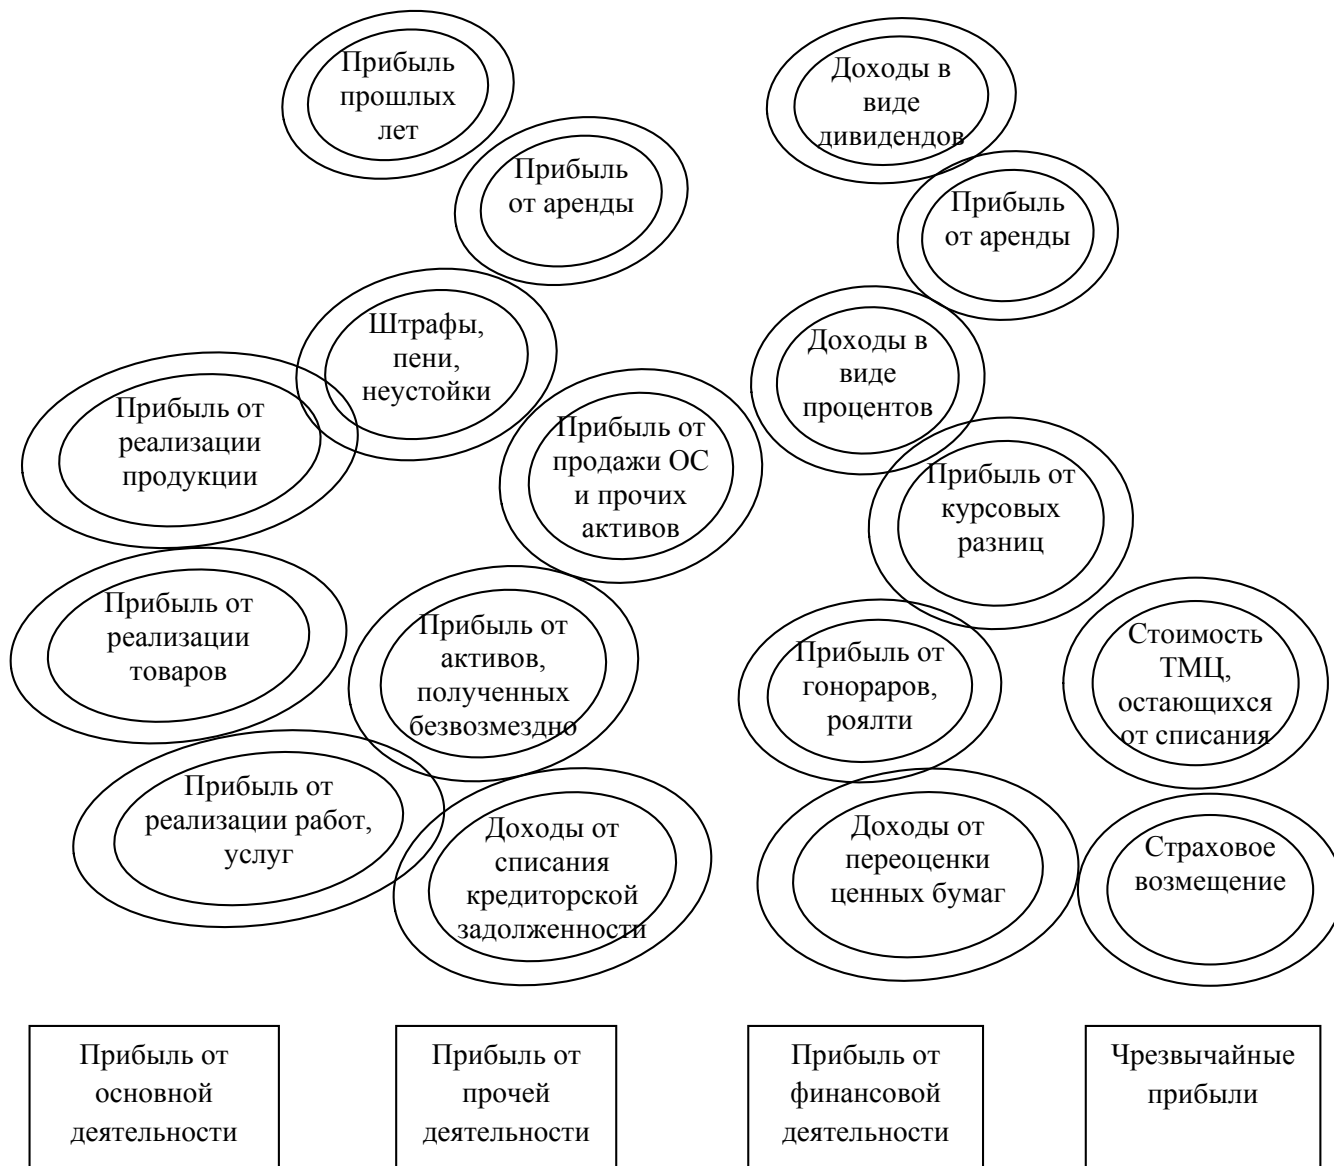 Прибыль
прошлых
лет
Доходы в
виде
дивидендов
Прибыль
от аренды
Прибыль
от аренды
Штрафы,
пени,
неустойки
Доходы в
виде
процентов
Прибыль от
реализации
продукции
Прибыль от
продажи ОС
и прочих
активов
Прибыль от
курсовых
разниц
Прибыль от
реализации
товаров
Прибыль от
активов,
полученных
безвозмездно
Прибыль от
гонораров,
роялти
Стоимость
ТМЦ,
остающихся
от списания
Прибыль от
реализации работ,
услуг
Доходы от
списания
кредиторской
задолженности
Доходы от
переоценки
ценных бумаг
Страховое
возмещение
Прибыль от
основной
деятельности
Прибыль от
прочей
деятельности
Прибыль от
финансовой
деятельности
Чрезвычайные
прибыли